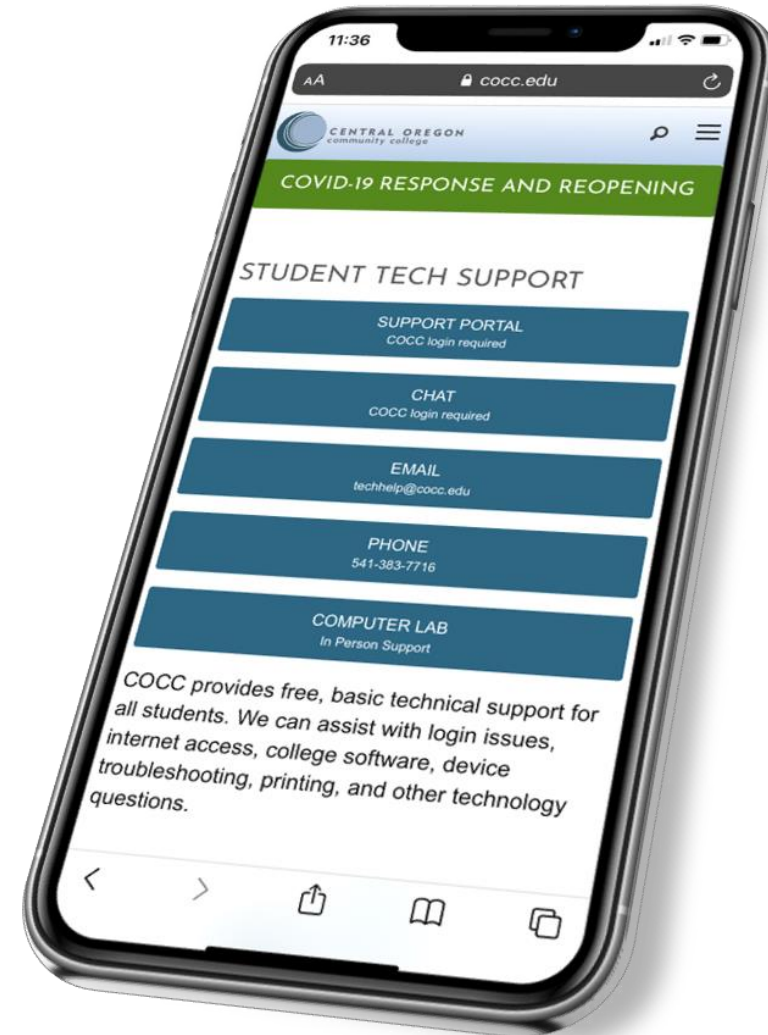 11:36
AA cocc.edu
CENTRAL OREGON
community college
COVID-19 RESPONSE AND REOPENING
STUDENT TECH SUPPORT
SUPPORT PORTAL
COCC login required
CHAT
COCC login required
EMAIL
techhelp@cocc.edu
PHONE
541-383-7716
COMPUTER LAB
In Person Support
COCC provides free, basic technical support for
all students. We can assist with login issues,
internet access, college software, device
troubleshooting, printing, and other technology
questions.